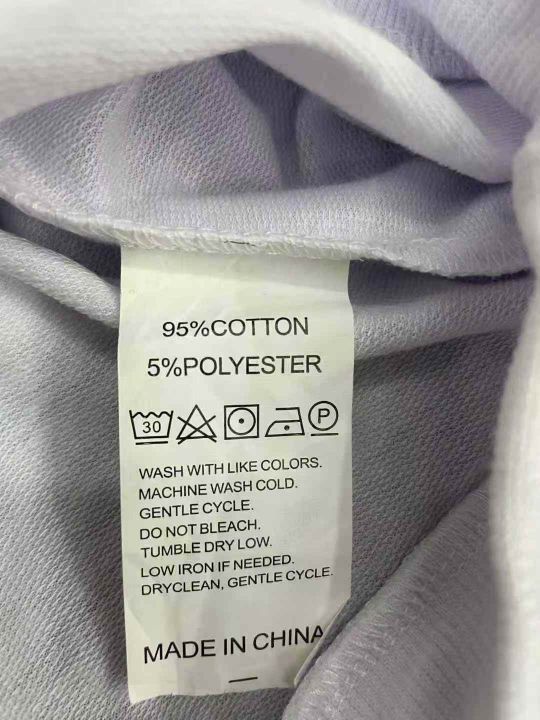 95%COTTON
5%POLYESTER
30 P
WASH WITH LIKE COLORS.
MACHINE WASH COLD.
GENTLE CYCLE.
DO NOT BLEACH.
TUMBLE DRY LOW.
LOW IRON IF NEEDED.
DRYCLEAN, GENTLE CYCLE.
MADE IN CHINA